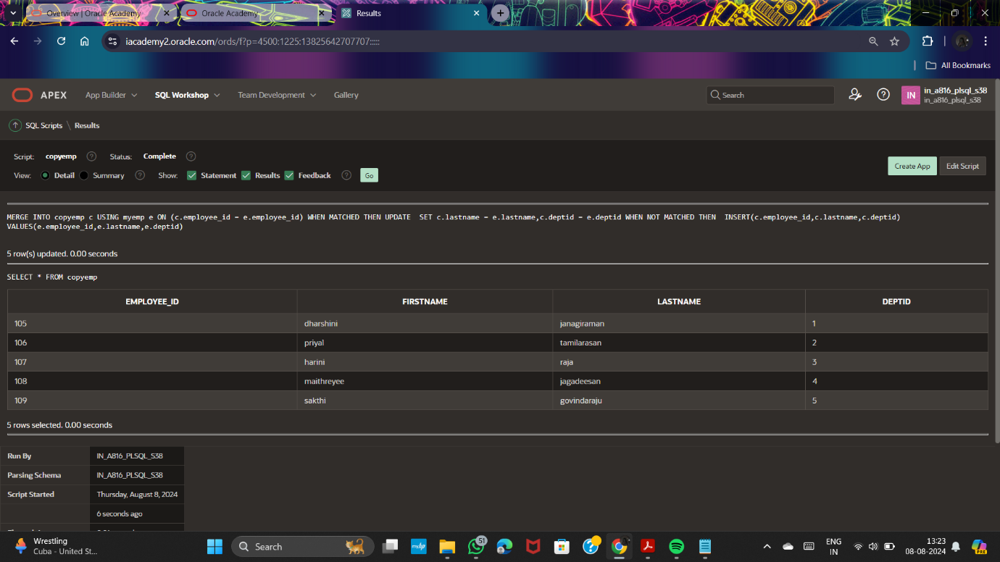 Overview | Oracle Academy
Oracle Academy
Results
iacademy2.oracle.com/ords/f?p=4500:1225:13825642707707:::::
All Bookmarks
APEX App Builder SQL Workshop Team Development Gallery Search IN in_a816_plsql_s38
in_a816_plsql_s38
SQL Scripts \ Results
Script: copyemp ? Status: Complete ?
Create App Edit Script
View: Detail Summary ? Show: Statement Results Feedback ? Go
MERGE INTO copyemp c USING myemp e ON (c.employee_id = e.employee_id) WHEN MATCHED THEN UPDATE SET c.lastname = e.lastname,c.deptid = e.deptid WHEN NOT MATCHED THEN INSERT(c.employee_id,c.lastname,c.deptid)
VALUES(e.employee_id,e.lastname,e.deptid)
5 row(s) updated. 0.00 seconds
SELECT * FROM copyemp
EMPLOYEE_ID FIRSTNAME LASTNAME DEPTID
105 dharshini janagiraman 1
106 priyal tamilarasan 2
107 harini raja 3
108 maithreyee jagadeesan 4
109 sakthi govindaraju 5
5 rows selected. 0.00 seconds
Run By IN_A816_PLSQL_S38
Parsing Schema IN_A816_PLSQL_S38
Script Started Thursday, August 8, 2024
6 seconds ago
Wrestling
Cuba - United St...
Search
myhp
51
ENG
IN
13:23
08-08-2024
PRE